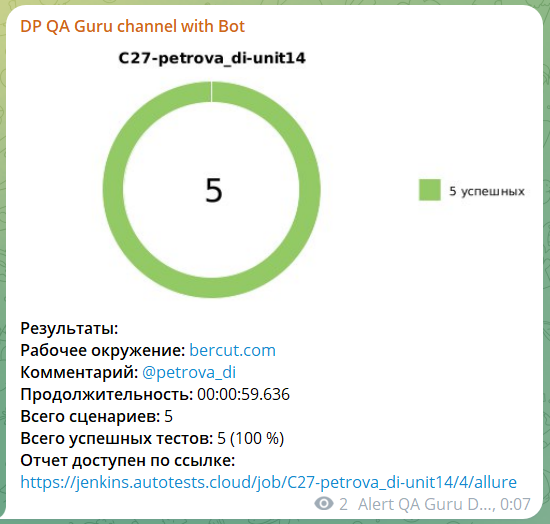 DP QA Guru channel with Bot
C27-petrova_di-unit14
5
5 успешных
Результаты:
Рабочее окружение: bercut.com
Комментарий: @petrova_di
Продолжительность: 00:00:59.636
Всего сценариев: 5
Всего успешных тестов: 5 (100 %)
Отчет доступен по ссылке:
https://jenkins.autotests.cloud/job/C27-petrova_di-unit14/4/allure
2 Alert QA Guru D..., 0:07